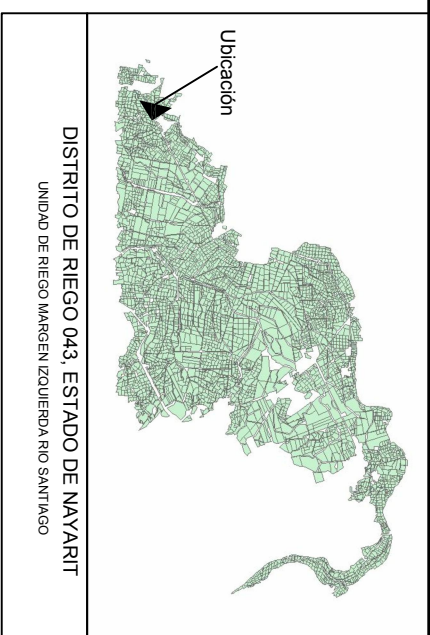 Ubicación
DISTRITO DE RIEGO 043, ESTADO DE NAYARIT
UNIDAD DE RIEGO MARGEN IZQUIERDA RIO SANTIAGO